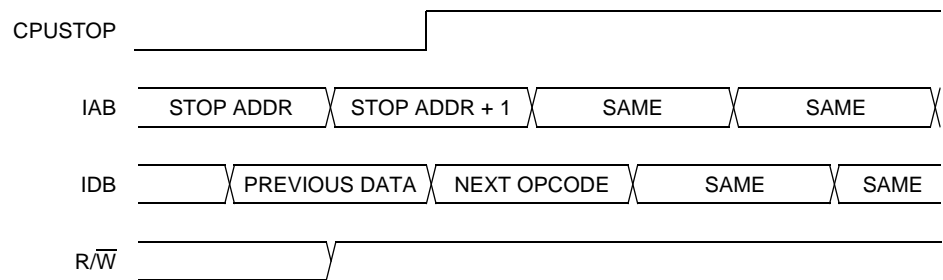 CPUSTOP
IAB STOP ADDR STOP ADDR + 1 SAME SAME
IDB PREVIOUS DATA NEXT OPCODE SAME SAME
R/W̅